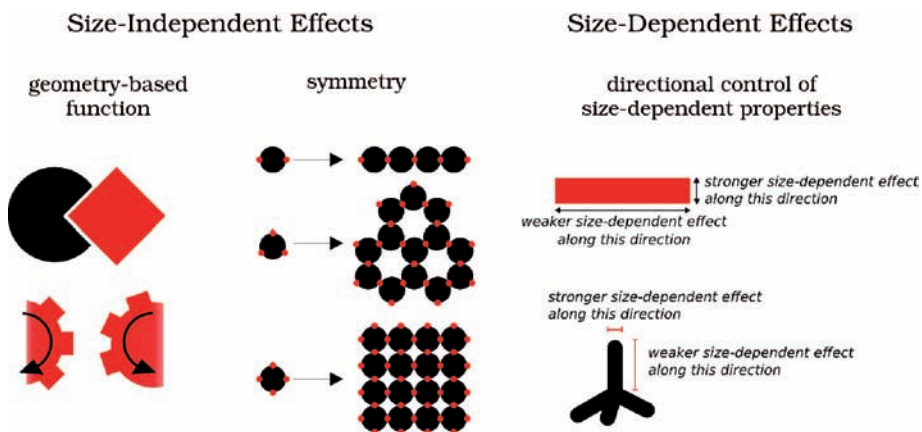 Size-Independent Effects
Size-Dependent Effects
geometry-based
function
symmetry
directional control of
size-dependent properties
stronger size-dependent effect
along this direction
weaker size-dependent effect
along this direction
stronger size-dependent effect
along this direction
weaker size-dependent effect
along this direction